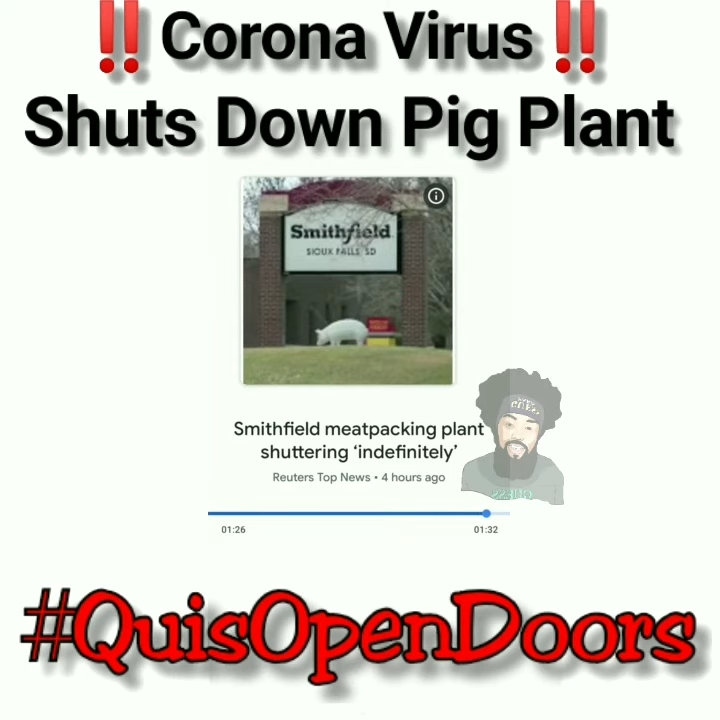 ‼ Corona Virus ‼
Shuts Down Pig Plant
Smithfield
SIOUX FALLS, SD
Smithfield meatpacking plant
shuttering ‘indefinitely’
Reuters Top News • 4 hours ago
01:26
01:32
#QuisOpenDoors